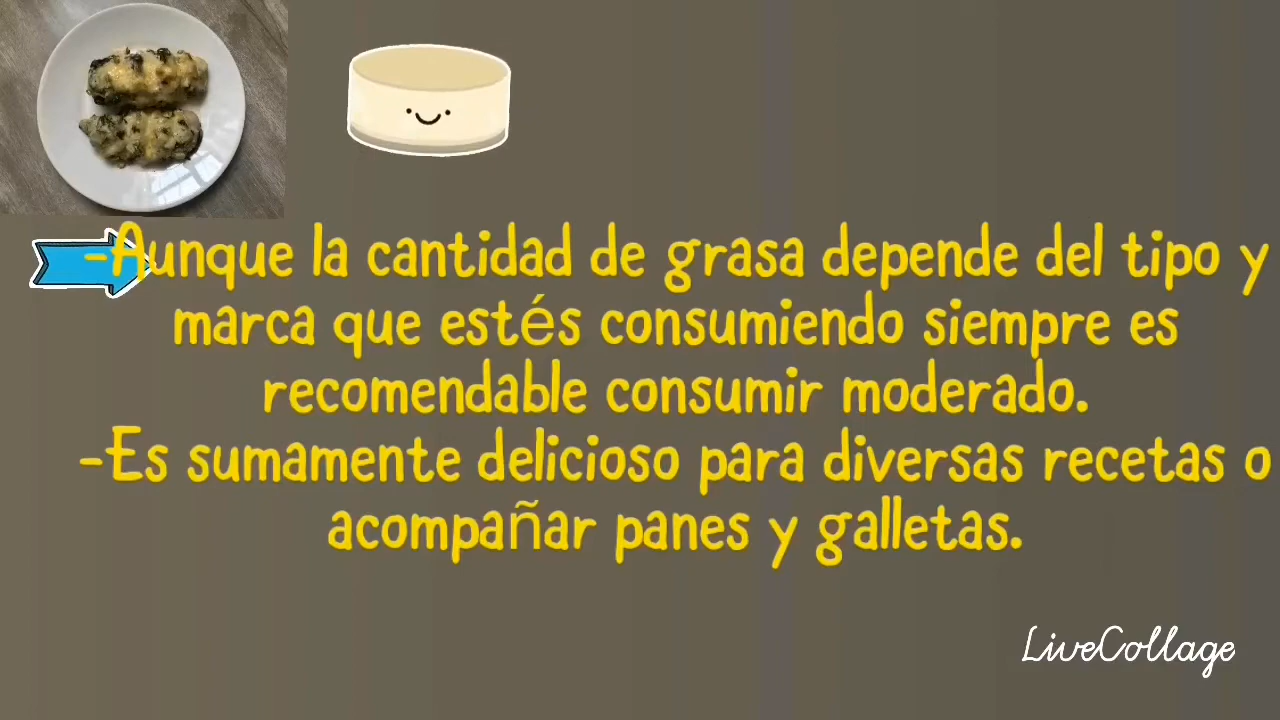 -Aunque la cantidad de grasa depende del tipo y
marca que estés consumiendo siempre es
recomendable consumir moderado.
-Es sumamente delicioso para diversas recetas o
acompañar panes y galletas.
LiveCollage